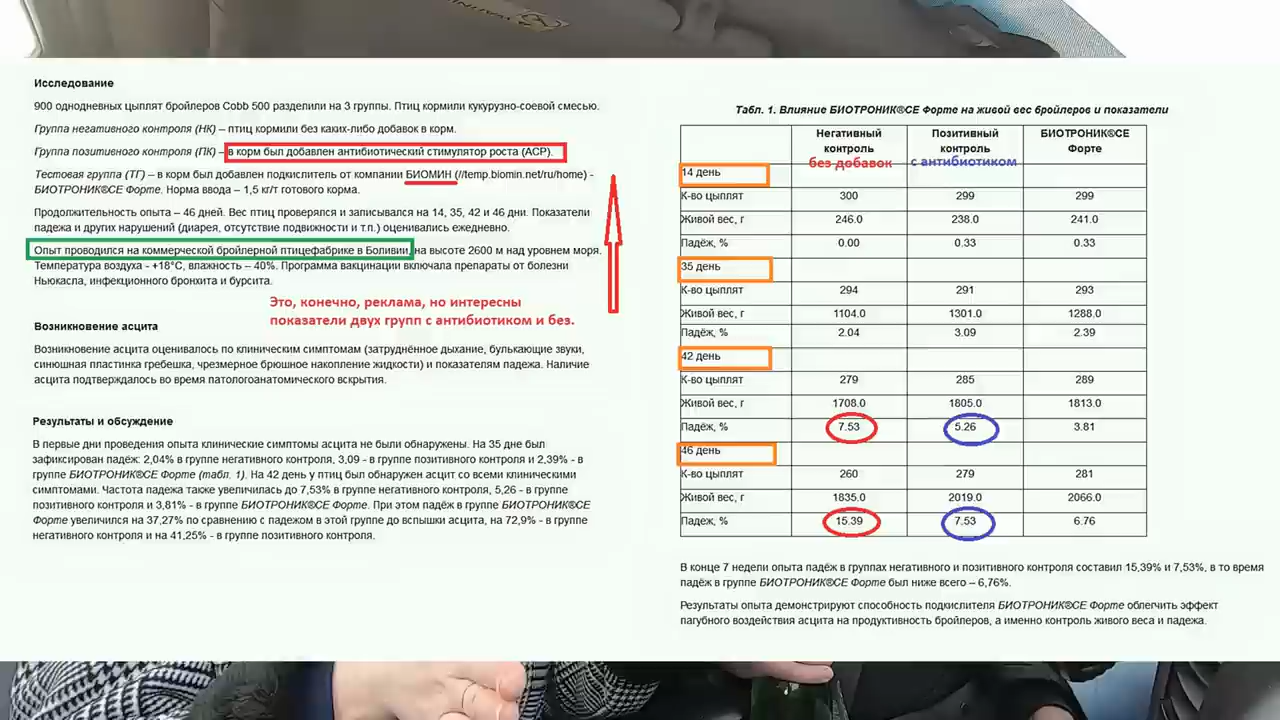 Исследование
900 однодневных цыплят бройлеров Cobb 500 разделили на 3 группы. Птиц кормили кукурузно-соевой смесью.
Группа негативного контроля (НК) – птиц кормили без каких-либо добавок в корм.
Группа позитивного контроля (ПК) – в корм был добавлен антибиотический стимулятор роста (АСР).
Тестовая группа (ТГ) – в корм был добавлен подкислитель от компании БИОМИН (//temp.biomin.net/ru/home) -
БИОТРОНИК®СЕ Форте. Норма ввода – 1,5 кг/т готового корма.
Продолжительность опыта – 46 дней. Вес птиц проверялся и записывался на 14, 35, 42 и 46 дни. Показатели
падежа и других нарушений (диарея, отсутствие подвижности и т.п.) оценивались ежедневно.
Опыт проводился на коммерческой бройлерной птицефабрике в Боливии, на высоте 2600 м над уровнем моря.
Температура воздуха - +18°С, влажность – 40%. Программа вакцинации включала препараты от болезни
Ньюкасла, инфекционного бронхита и бурсита.
Это, конечно, реклама, но интересны
показатели двух групп с антибиотиком и без.
Возникновение асцита
Возникновение асцита оценивалось по клиническим симптомам (затруднённое дыхание, булькающие звуки,
синюшная пластинка гребешка, чрезмерное брюшное накопление жидкости) и показателям падежа. Наличие
асцита подтверждалось во время патологоанатомического вскрытия.
Результаты и обсуждение
В первые дни проведения опыта клинические симптомы асцита не были обнаружены. На 35 дне был
зафиксирован падёж: 2,04% в группе негативного контроля, 3,09 - в группе позитивного контроля и 2,39% - в
группе БИОТРОНИК®СЕ Форте (табл. 1). На 42 день у птиц был обнаружен асцит со всеми клиническими
симптомами. Частота падежа также увеличилась до 7,53% в группе негативного контроля, 5,26 - в группе
позитивного контроля и 3,81% - в группе БИОТРОНИК®СЕ Форте. При этом падёж в группе БИОТРОНИК®СЕ
Форте увеличился на 37,27% по сравнению с падежом в этой группе до вспышки асцита, на 72,9% - в группе
негативного контроля и на 41,25% - в группе позитивного контроля.
Табл. 1. Влияние БИОТРОНИК®СЕ Форте на живой вес бройлеров и показатели
Негативный контроль Позитивный контроль БИОТРОНИК®СЕ Форте
без добавок с антибиотиком
14 день
К-во цыплят 300 299 299
Живой вес, г 246.0 238.0 241.0
Падёж, % 0.00 0.33 0.33
35 день
К-во цыплят 294 291 293
Живой вес, г 1104.0 1301.0 1288.0
Падёж, % 2.04 3.09 2.39
42 день
К-во цыплят 279 285 289
Живой вес, г 1708.0 1805.0 1813.0
Падёж, % 7.53 5.26 3.81
46 день
К-во цыплят 260 279 281
Живой вес, г 1835.0 2019.0 2066.0
Падеж, % 15.39 7.53 6.76
В конце 7 недели опыта падёж в группах негативного и позитивного контроля составил 15,39% и 7,53%, в то время
падёж в группе БИОТРОНИК®СЕ Форте был ниже всего – 6,76%.
Результаты опыта демонстрируют способность подкислителя БИОТРОНИК®СЕ Форте облегчить эффект
пагубного воздействия асцита на продуктивность бройлеров, а именно контроль живого веса и падежа.